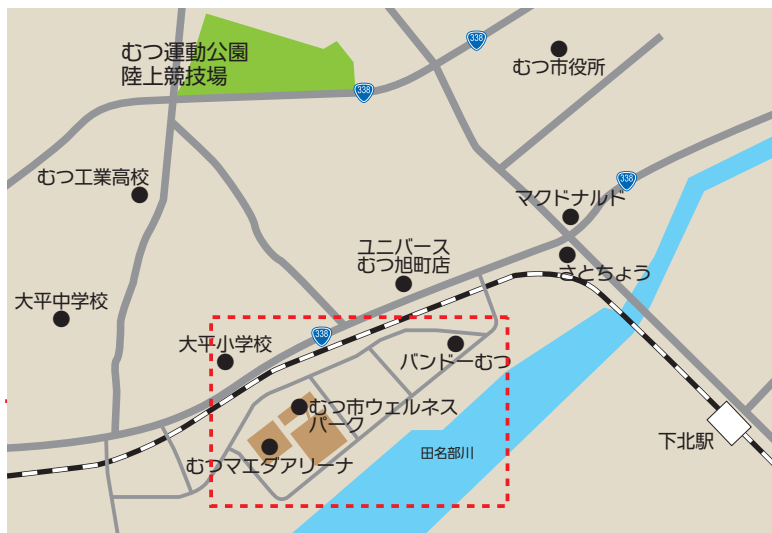 むつ運動公園
陸上競技場
338
338
むつ市役所
むつ工業高校
338
マクドナルド
ユニバース
むつ旭町店
さとちょう
大平中学校
338
大平小学校
バンドーむつ
むつ市ウェルネス
パーク
むつマエダアリーナ
田名部川
下北駅